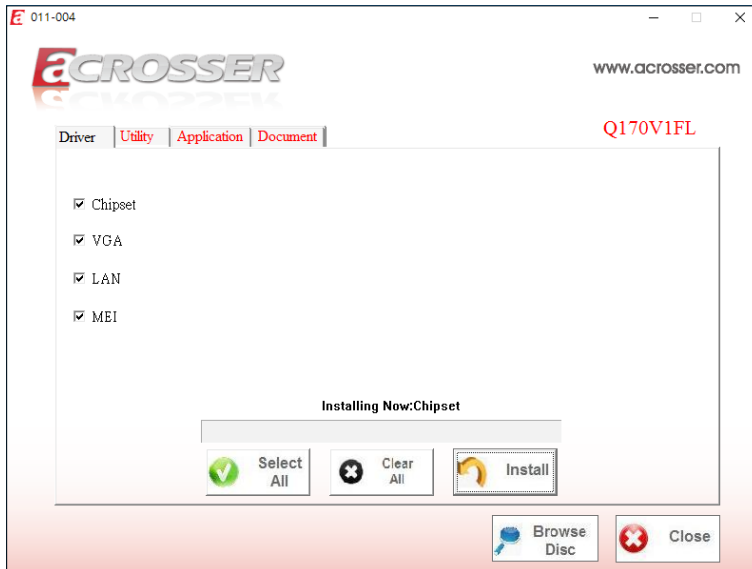 011-004
aCROSSER
www.acrosser.com
Q170V1FL
Driver Utility Application Document
Chipset
VGA
LAN
MEI
Installing Now:Chipset
Select All
Clear All
Install
Browse Disc
Close